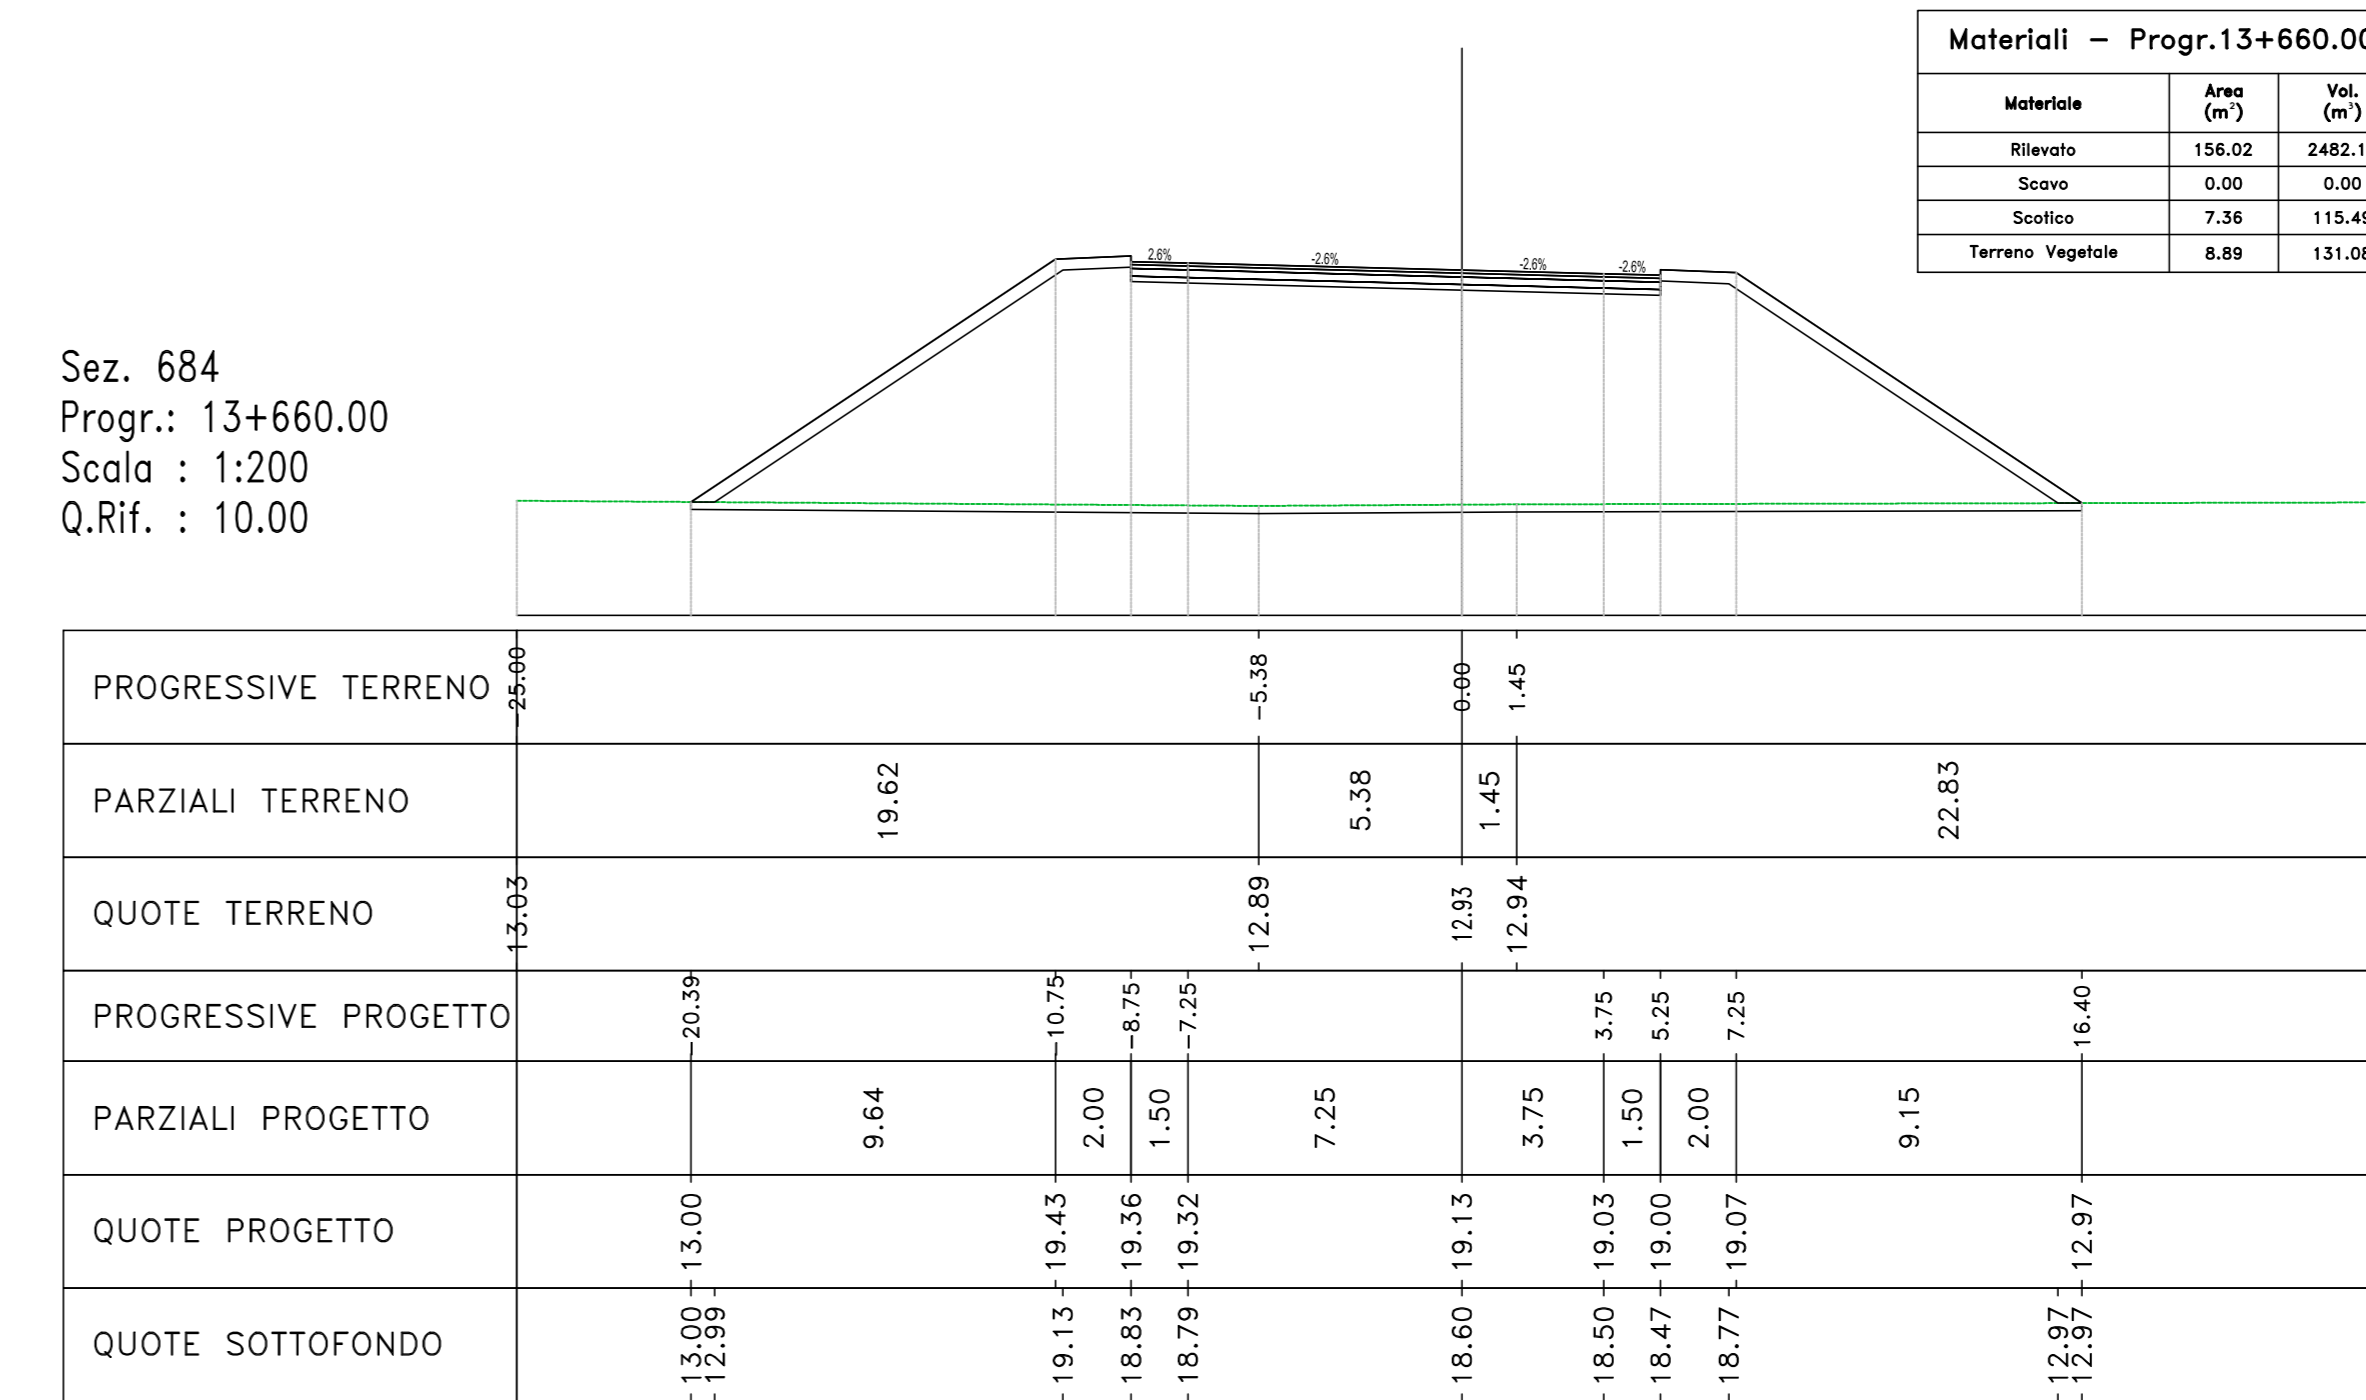 Materiali – Progr.13+660.00
Materiale Area (m²) Vol. (m³)
Rilevato 156.02 2482.1
Scavo 0.00 0.00
Scotico 7.36 115.49
Terreno Vegetale 8.89 131.08
2.6% -2.6% -2.6% -2.6%
Sez. 684
Progr.: 13+660.00
Scala : 1:200
Q.Rif. : 10.00
PROGRESSIVE TERRENO –25.00 –5.38 0.00 1.45
PARZIALI TERRENO 19.62 5.38 1.45 22.83
QUOTE TERRENO 13.03 12.89 12.93 12.94
PROGRESSIVE PROGETTO –20.39 –10.75 –8.75 –7.25 3.75 5.25 7.25 16.40
PARZIALI PROGETTO 9.64 2.00 1.50 7.25 3.75 1.50 2.00 9.15
QUOTE PROGETTO 13.00 19.43 19.36 19.32 19.13 19.03 19.00 19.07 12.97
QUOTE SOTTOFONDO 13.00 12.99 19.13 18.83 18.79 18.60 18.50 18.47 18.77 12.97 12.97